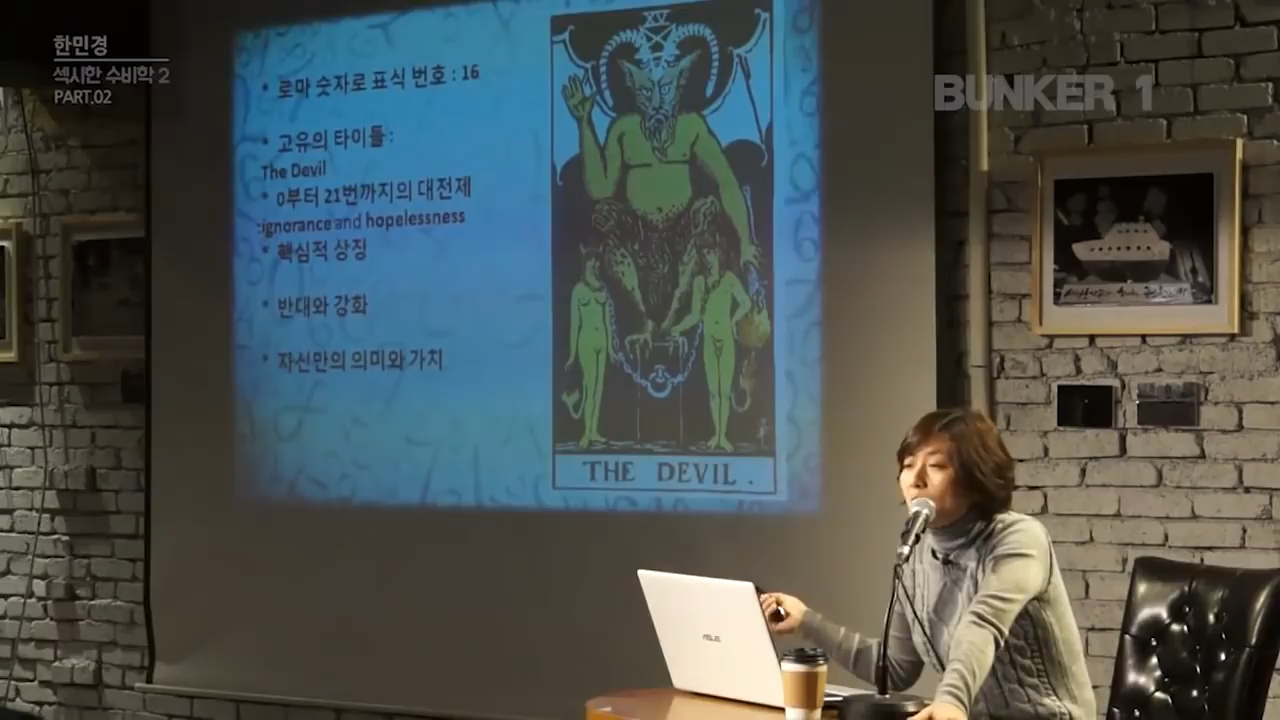 한민경
섹시한 수비학 2
PART.02
BUNKER 1
• 로마 숫자로 표식 번호 : 16
• 고유의 타이틀 :
The Devil
• 0부터 21번까지의 대전제
:ignorance and hopelessness
• 핵심적 상징
• 반대와 강화
• 자신만의 의미와 가치
XV
THE DEVIL .
ASUS